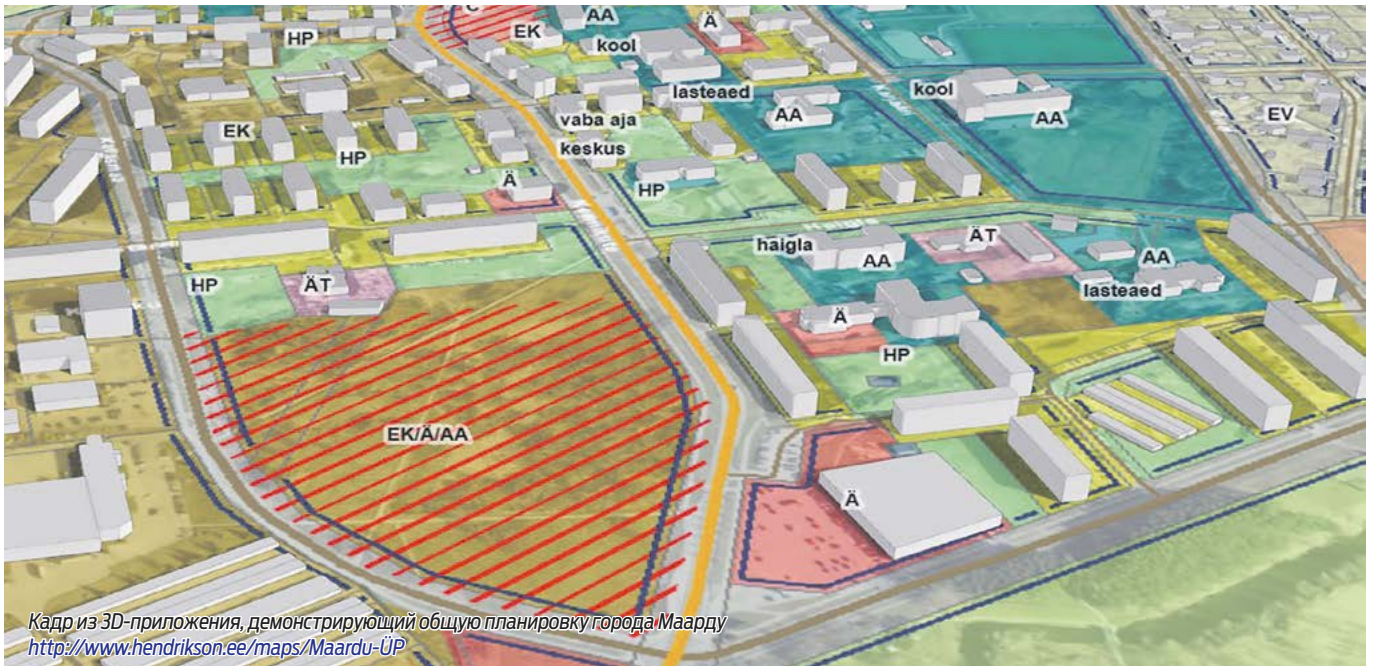 C
AA
Ä
HP
EK
kool
lasteaed
kool
AA
AA
EV
vaba aja
keskus
EK
HP
Ä
HP
haigla
AA
ÄT
AA
lasteaed
HP
ÄT
Ä
HP
EK/Ä/AA
Ä
Кадр из 3D-приложения, демонстрирующий общую планировку города Маарду
http://www.hendrikson.ee/maps/Maardu-ÜP